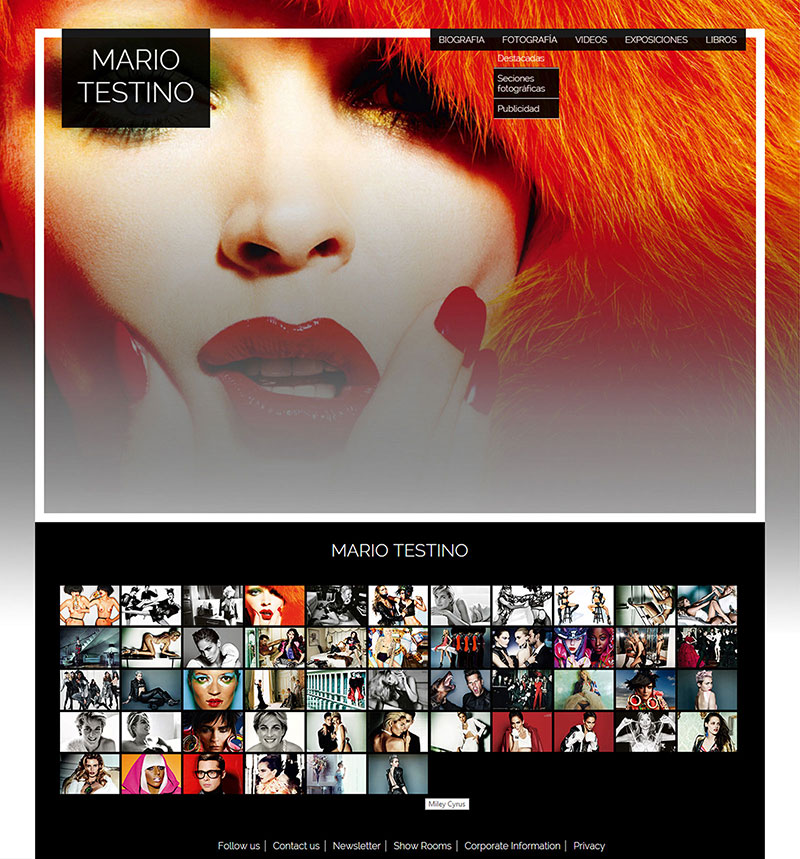 MARIO
TESTINO
BIOGRAFIA FOTOGRAFÍA VIDEOS EXPOSICIONES LIBROS
Destacadas
Seciones
fotográficas
Publicidad
MARIO TESTINO
Miley Cyrus
Follow us | Contact us | Newsletter | Show Rooms | Corporate Information | Privacy